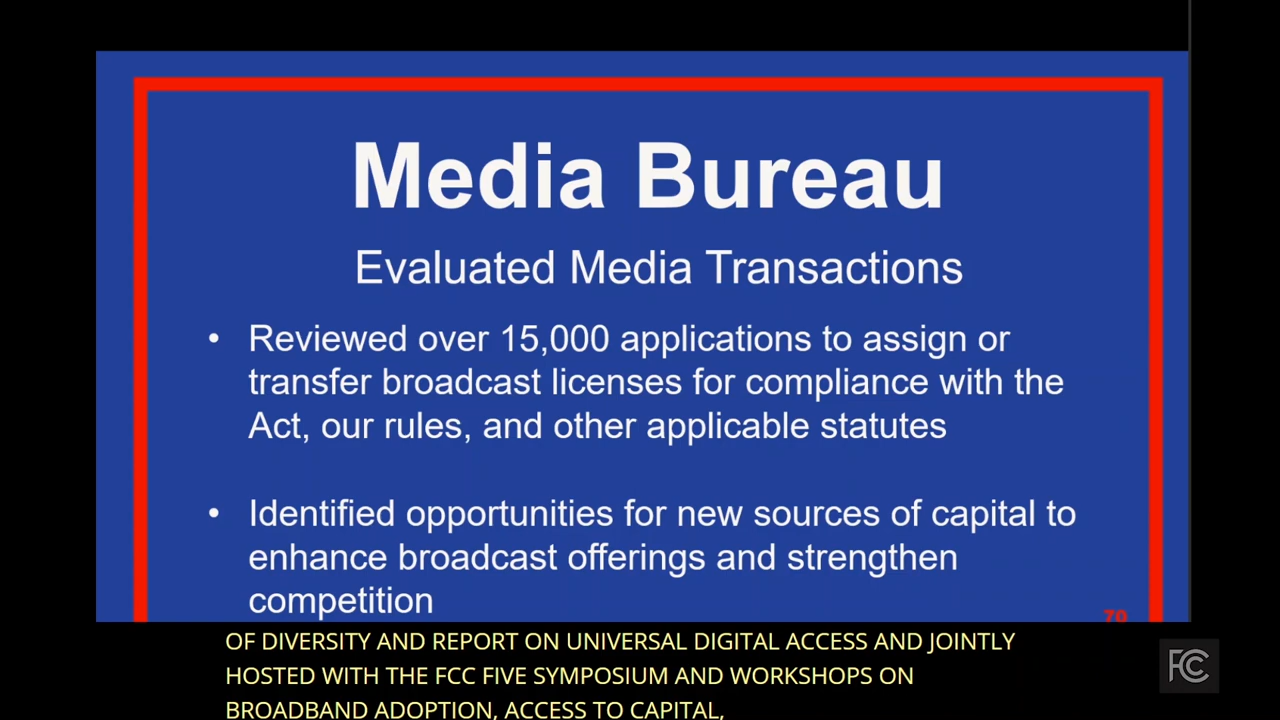 Media Bureau
Evaluated Media Transactions
• Reviewed over 15,000 applications to assign or
transfer broadcast licenses for compliance with the
Act, our rules, and other applicable statutes
• Identified opportunities for new sources of capital to
enhance broadcast offerings and strengthen
competition
70
OF DIVERSITY AND REPORT ON UNIVERSAL DIGITAL ACCESS AND JOINTLY
HOSTED WITH THE FCC FIVE SYMPOSIUM AND WORKSHOPS ON
BROADBAND ADOPTION, ACCESS TO CAPITAL,
FCC